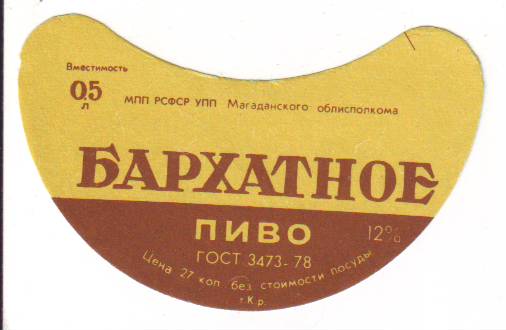 Вместимость
0,5
л
МПП РСФСР УПП Магаданского облисполкома
БАРХАТНОЕ
ПИВО
12%
ГОСТ 3473-78
Цена 27 коп. без стоимости посуды
т.К.р.